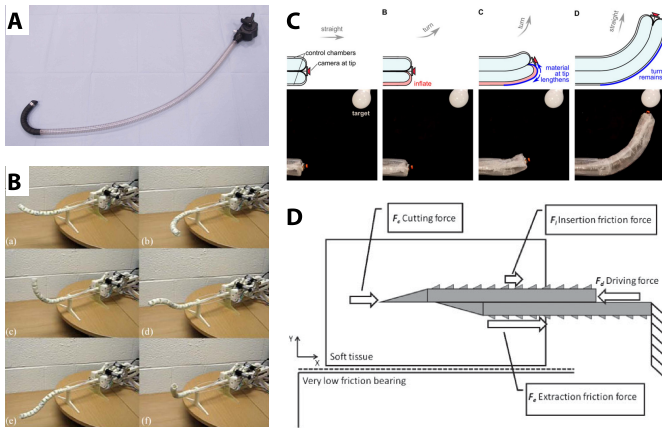 A
B
(a)
(b)
(c)
(d)
(e)
(f)
C
straight
control chambers
camera at tip
target
B
turn
inflate
C
turn
material
at tip
lengthens
D
straight
turn
remains
D
Fc Cutting force
Fi Insertion friction force
Fd Driving force
Y
X
Soft tissue
Very low friction bearing
Fe Extraction friction force